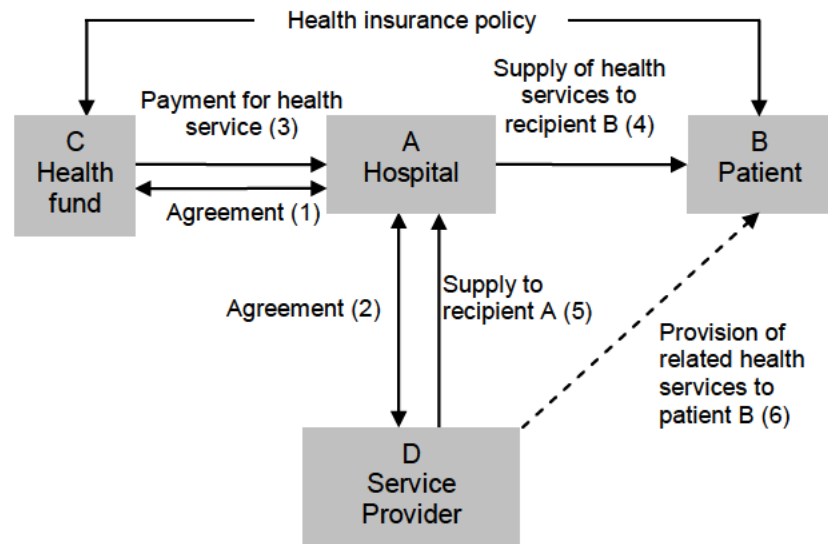 Health insurance policy
Payment for health
service (3)
Supply of health
services to
recipient B (4)
C
Health
fund
A
Hospital
B
Patient
Agreement (1)
Agreement (2)
Supply to
recipient A (5)
Provision of
related health
services to
patient B (6)
D
Service
Provider